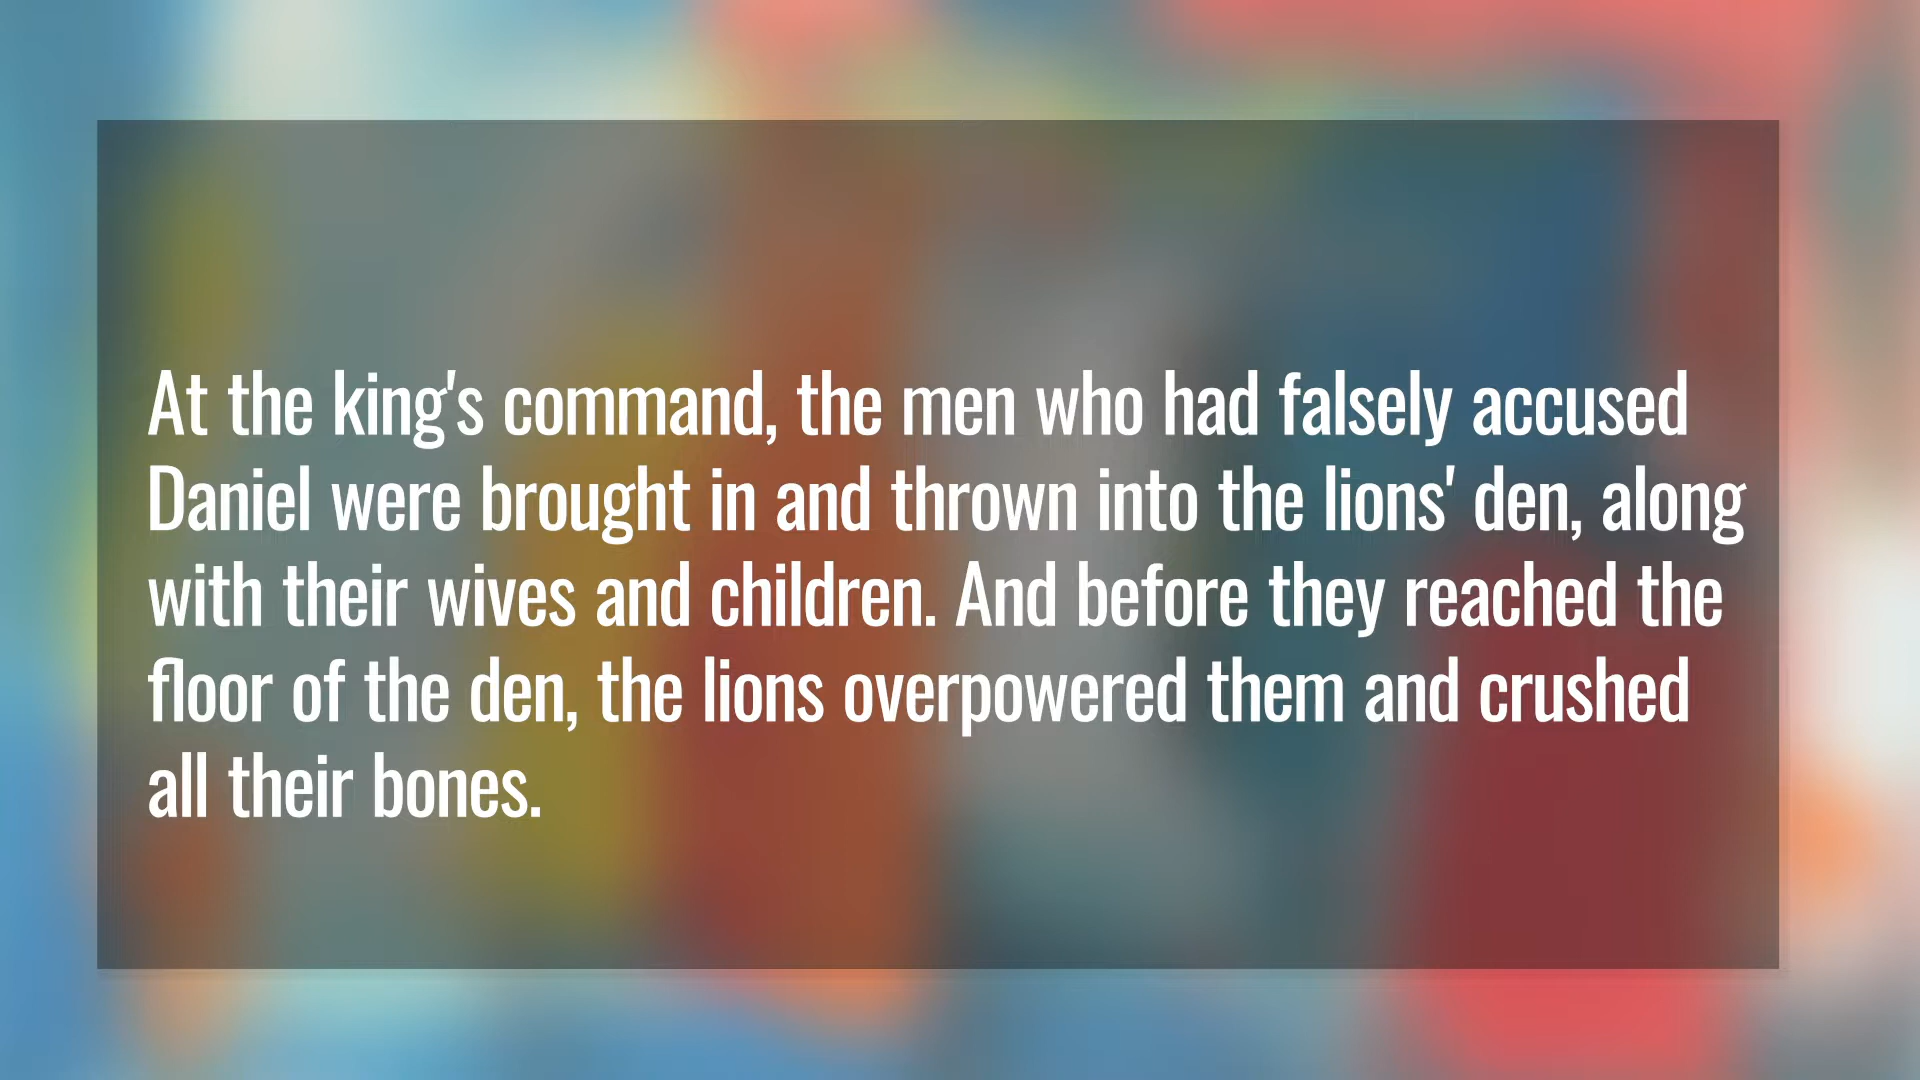 At the king's command, the men who had falsely accused
Daniel were brought in and thrown into the lions' den, along
with their wives and children. And before they reached the
floor of the den, the lions overpowered them and crushed
all their bones.